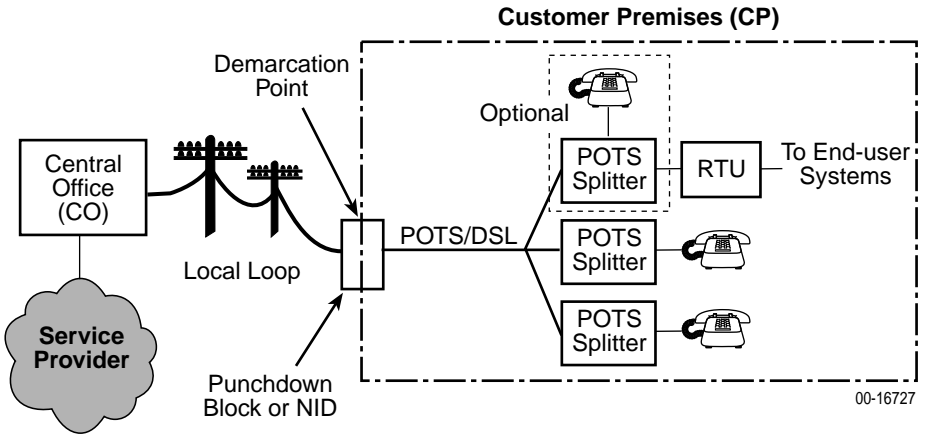 Customer Premises (CP)
Demarcation
Point
Optional
Central
Office
(CO)
POTS
Splitter
RTU
To End-user
Systems
POTS/DSL
POTS
Splitter
Local Loop
POTS
Splitter
Service
Provider
Punchdown
Block or NID
00-16727